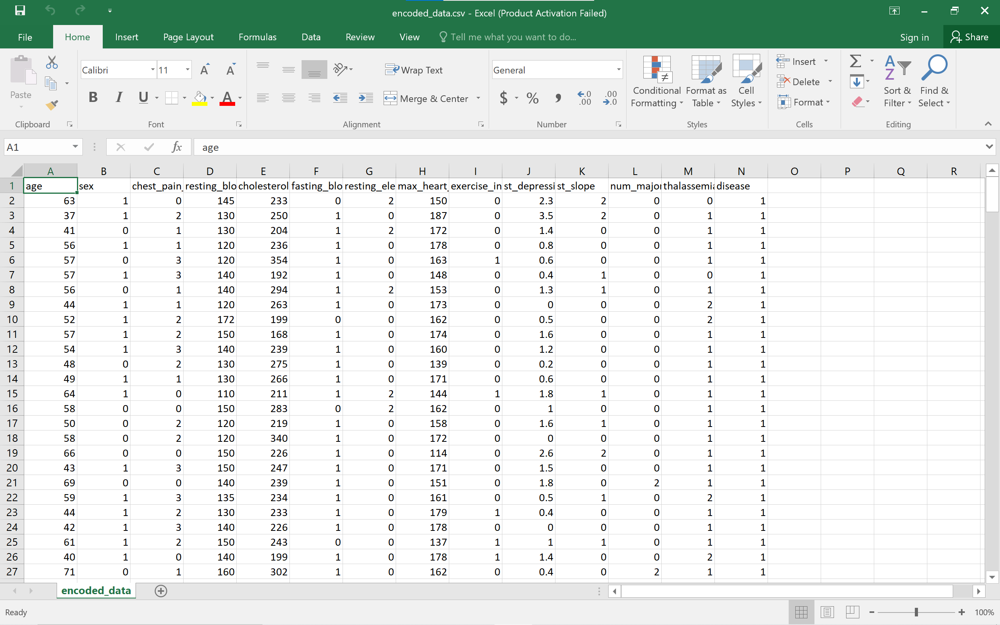 encoded_data.csv - Excel (Product Activation Failed)
File Home Insert Page Layout Formulas Data Review View Tell me what you want to do... Sign in Share
Paste
Calibri 11
B I U A
Wrap Text
Merge & Center
General
$ % , .0 .00 .00 .0
Conditional Formatting
Format as Table
Cell Styles
Insert
Delete
Format
Sort & Filter
Find & Select
Clipboard Font Alignment Number Styles Cells Editing
A1 fx age
A B C D E F G H I J K L M N O P Q R
1 age sex chest_pain_ resting_blo cholesterol fasting_blo resting_ele max_heart_ exercise_in st_depressi st_slope num_major thalassemia disease
2 63 1 0 145 233 0 2 150 0 2.3 2 0 0 1
3 37 1 2 130 250 1 0 187 0 3.5 2 0 1 1
4 41 0 1 130 204 1 2 172 0 1.4 0 0 1 1
5 56 1 1 120 236 1 0 178 0 0.8 0 0 1 1
6 57 0 3 120 354 1 0 163 1 0.6 0 0 1 1
7 57 1 3 140 192 1 0 148 0 0.4 1 0 0 1
8 56 0 1 140 294 1 2 153 0 1.3 1 0 1 1
9 44 1 1 120 263 1 0 173 0 0 0 0 2 1
10 52 1 2 172 199 0 0 162 0 0.5 0 0 2 1
11 57 1 2 150 168 1 0 174 0 1.6 0 0 1 1
12 54 1 3 140 239 1 0 160 0 1.2 0 0 1 1
13 48 0 2 130 275 1 0 139 0 0.2 0 0 1 1
14 49 1 1 130 266 1 0 171 0 0.6 0 0 1 1
15 64 1 0 110 211 1 2 144 1 1.8 1 0 1 1
16 58 0 0 150 283 0 2 162 0 1 0 0 1 1
17 50 0 2 120 219 1 0 158 0 1.6 1 0 1 1
18 58 0 2 120 340 1 0 172 0 0 0 0 1 1
19 66 0 0 150 226 1 0 114 0 2.6 2 0 1 1
20 43 1 3 150 247 1 0 171 0 1.5 0 0 1 1
21 69 0 0 140 239 1 0 151 0 1.8 0 2 1 1
22 59 1 3 135 234 1 0 161 0 0.5 1 0 2 1
23 44 1 2 130 233 1 0 179 1 0.4 0 0 1 1
24 42 1 3 140 226 1 0 178 0 0 0 0 1 1
25 61 1 2 150 243 0 0 137 1 1 1 0 1 1
26 40 1 0 140 199 1 0 178 1 1.4 0 0 2 1
27 71 0 1 160 302 1 0 162 0 0.4 0 2 1 1
encoded_data
Ready 100%